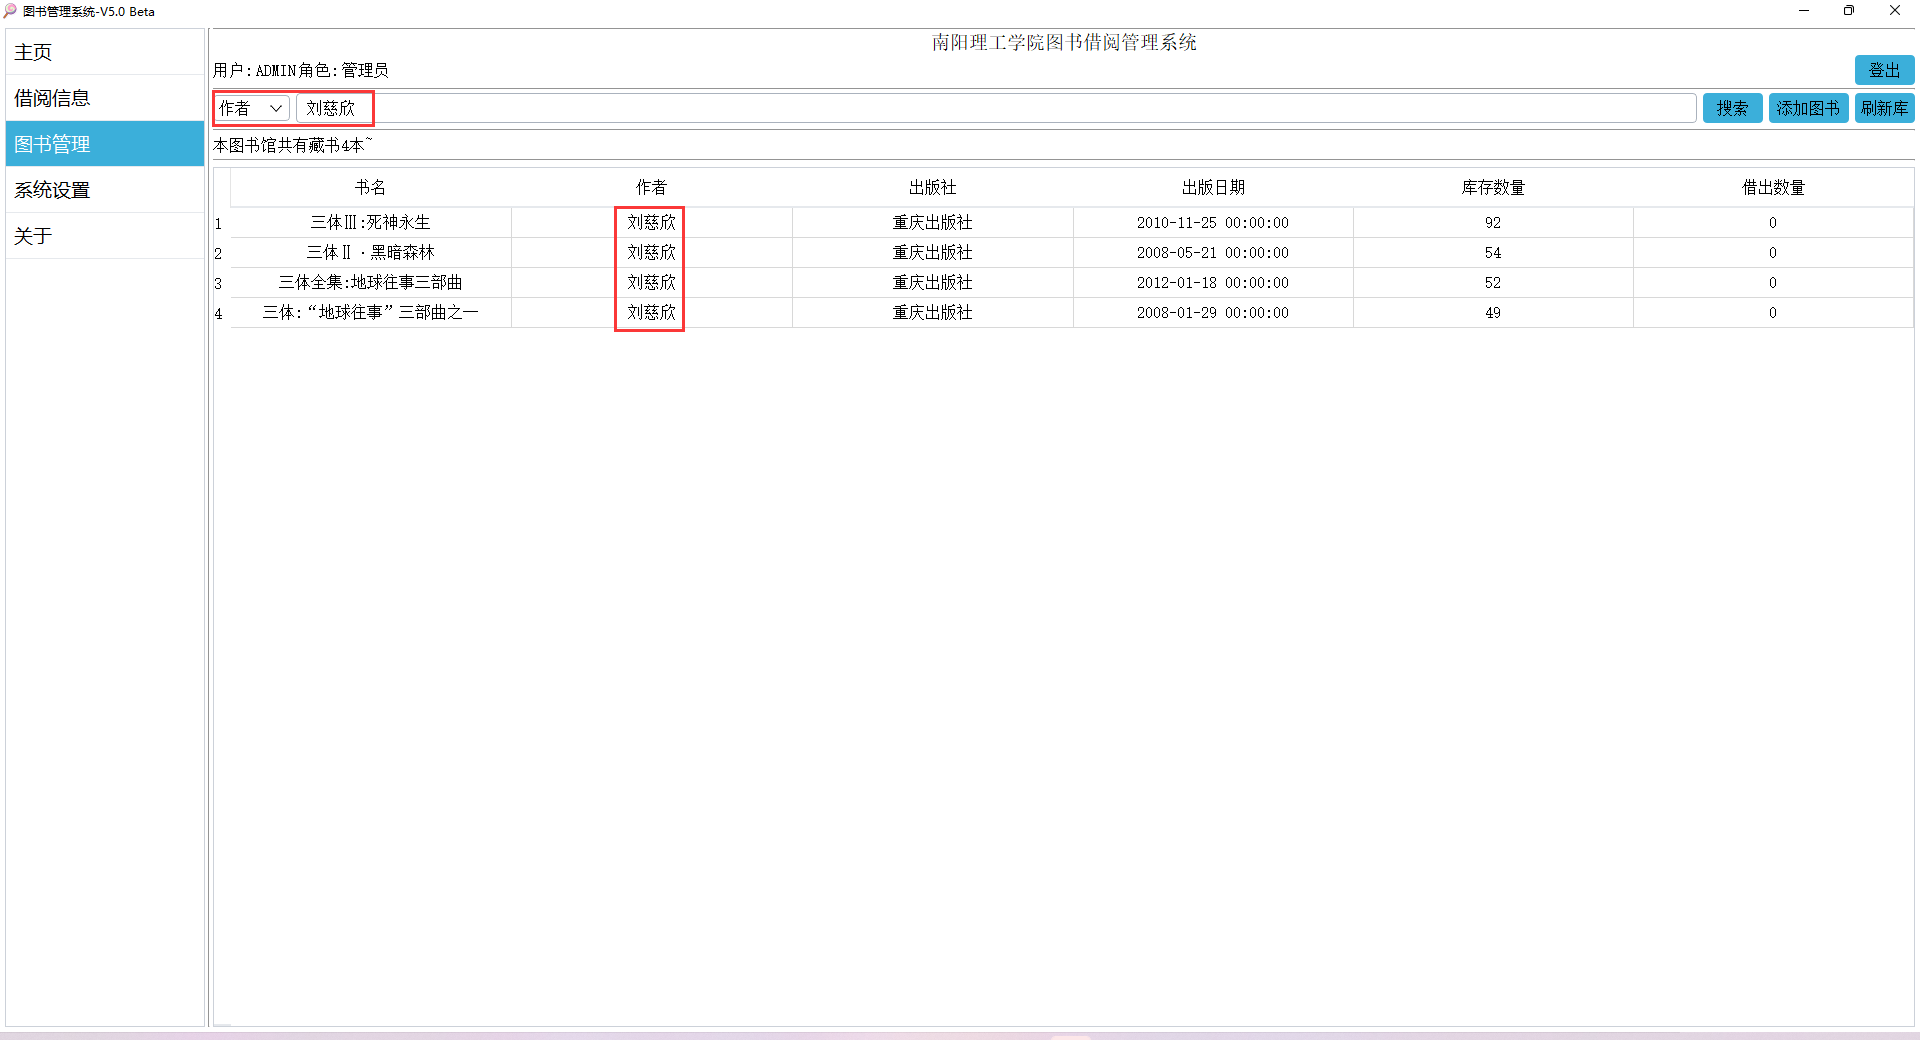 图书管理系统-V5.0 Beta
主页
借阅信息
图书管理
系统设置
关于
南阳理工学院图书借阅管理系统
用户:ADMIN角色:管理员
登出
作者 刘慈欣 搜索 添加图书 刷新库
本图书馆共有藏书4本~
书名 作者 出版社 出版日期 库存数量 借出数量
1 三体Ⅲ:死神永生 刘慈欣 重庆出版社 2010-11-25 00:00:00 92 0
2 三体Ⅱ·黑暗森林 刘慈欣 重庆出版社 2008-05-21 00:00:00 54 0
3 三体全集:地球往事三部曲 刘慈欣 重庆出版社 2012-01-18 00:00:00 52 0
4 三体:“地球往事”三部曲之一 刘慈欣 重庆出版社 2008-01-29 00:00:00 49 0